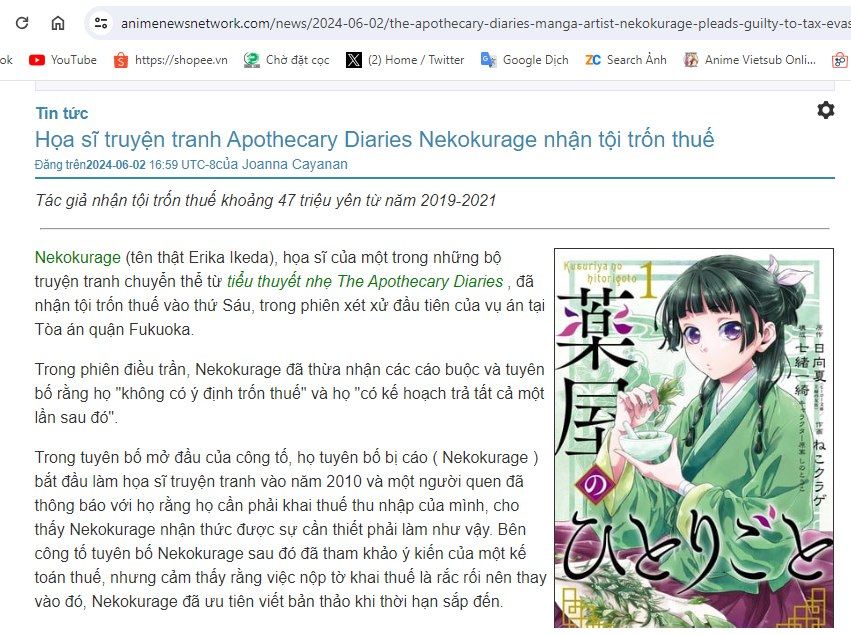 animenewsnetwork.com/news/2024-06-02/the-apothecary-diaries-manga-artist-nekokurage-pleads-guilty-to-tax-evas
ok YouTube https://shopee.vn Chờ đặt cọc (2) Home / Twitter Google Dịch Search Ảnh Anime Vietsub Onli...
Tin tức
Họa sĩ truyện tranh Apothecary Diaries Nekokurage nhận tội trốn thuế
Đăng trên2024-06-02 16:59 UTC-8của Joanna Cayanan
Tác giả nhận tội trốn thuế khoảng 47 triệu yên từ năm 2019-2021
Nekokurage (tên thật Erika Ikeda), họa sĩ của một trong những bộ
truyện tranh chuyển thể từ tiểu thuyết nhẹ The Apothecary Diaries , đã
nhận tội trốn thuế vào thứ Sáu, trong phiên xét xử đầu tiên của vụ án tại
Tòa án quận Fukuoka.
Trong phiên điều trần, Nekokurage đã thừa nhận các cáo buộc và tuyên
bố rằng họ "không có ý định trốn thuế" và họ "có kế hoạch trả tất cả một
lần sau đó".
Trong tuyên bố mở đầu của công tố, họ tuyên bố bị cáo ( Nekokurage )
bắt đầu làm họa sĩ truyện tranh vào năm 2010 và một người quen đã
thông báo với họ rằng họ cần phải khai thuế thu nhập của mình, cho
thấy Nekokurage nhận thức được sự cần thiết phải làm như vậy. Bên
công tố tuyên bố Nekokurage sau đó đã tham khảo ý kiến của một kế
toán thuế, nhưng cảm thấy rằng việc nộp tờ khai thuế là rắc rối nên thay
vào đó, Nekokurage đã ưu tiên viết bản thảo khi thời hạn sắp đến.
Kusuriya no
hitorigoto
1
薬屋の
ひとりごと
原作 日向夏
構成 七緒一綺
作画 ねこクラゲ
キャラクター原案 しのとうこ